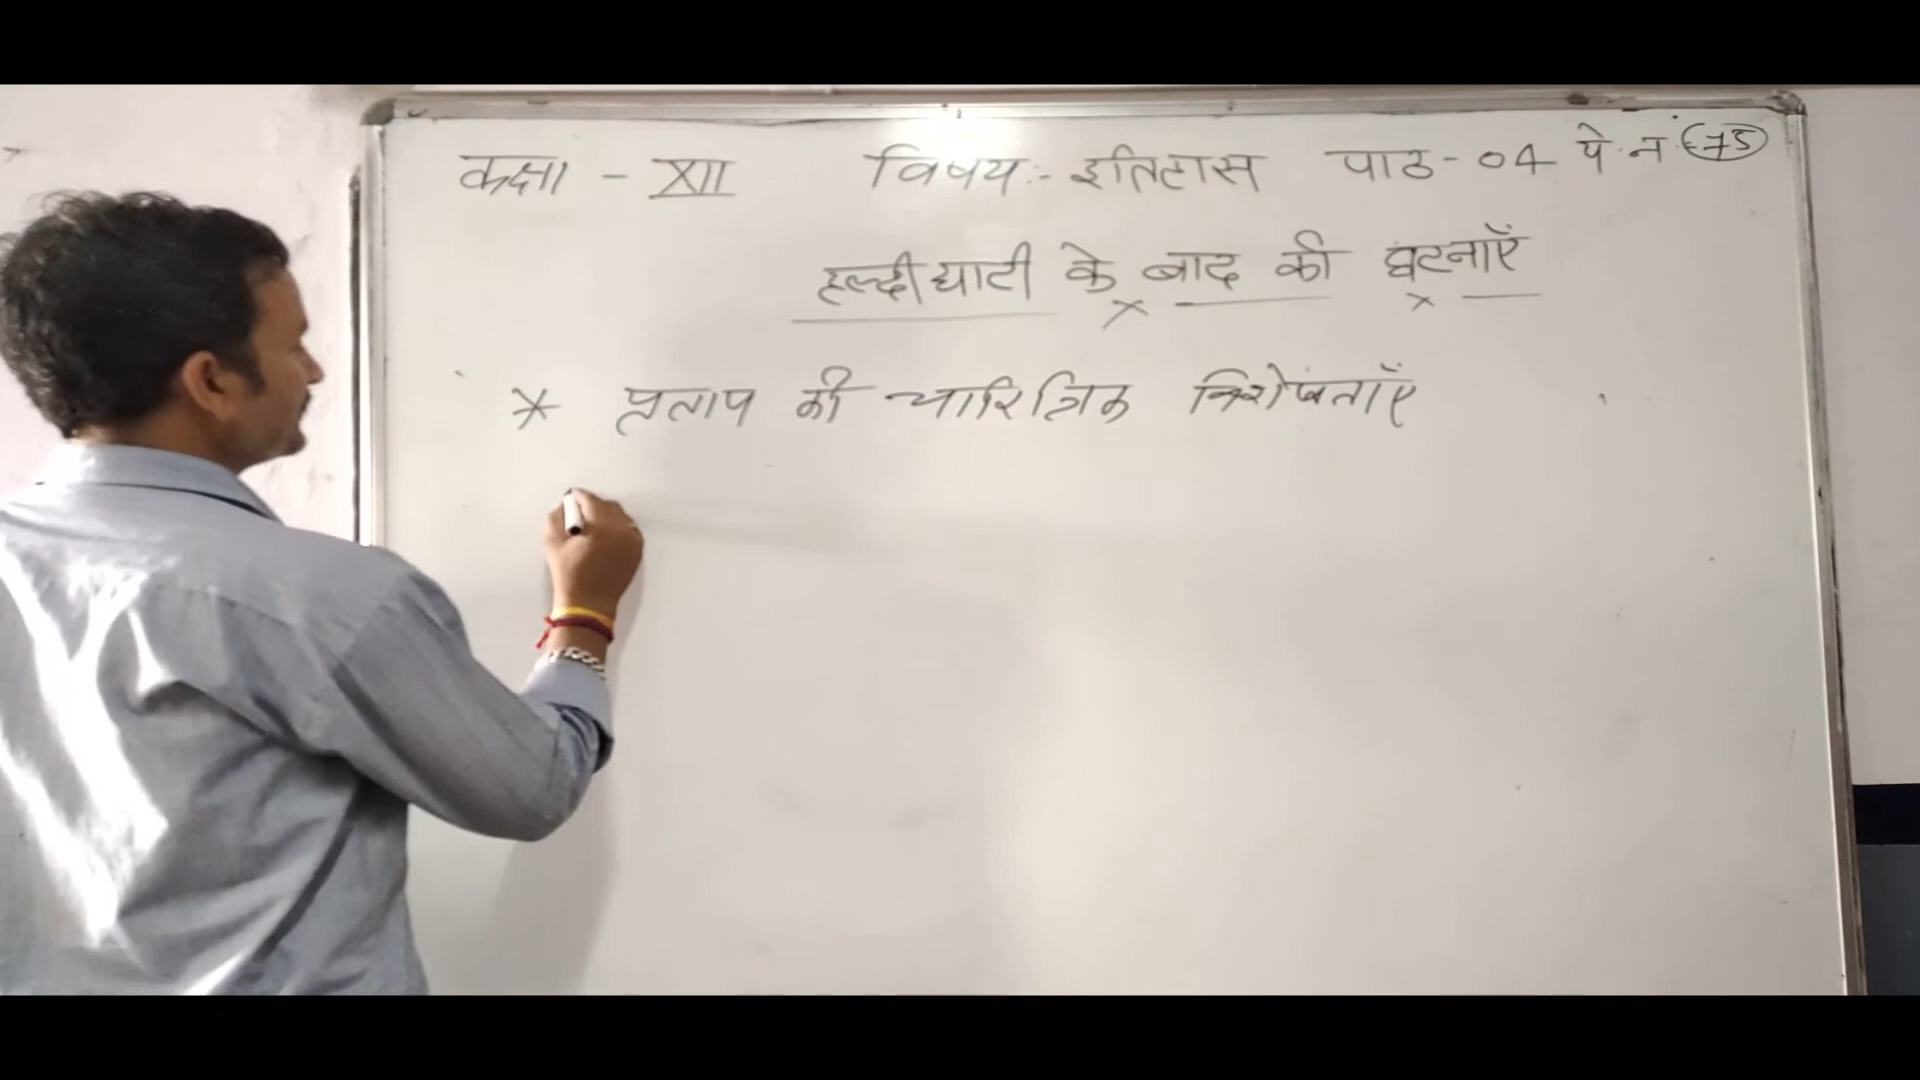 कक्षा - XII विषय:- इतिहास पाठ - 04 पे. नं. 75
हल्दीघाटी के बाद की घटनाएँ
* प्रताप की चारित्रिक विशेषताएँ